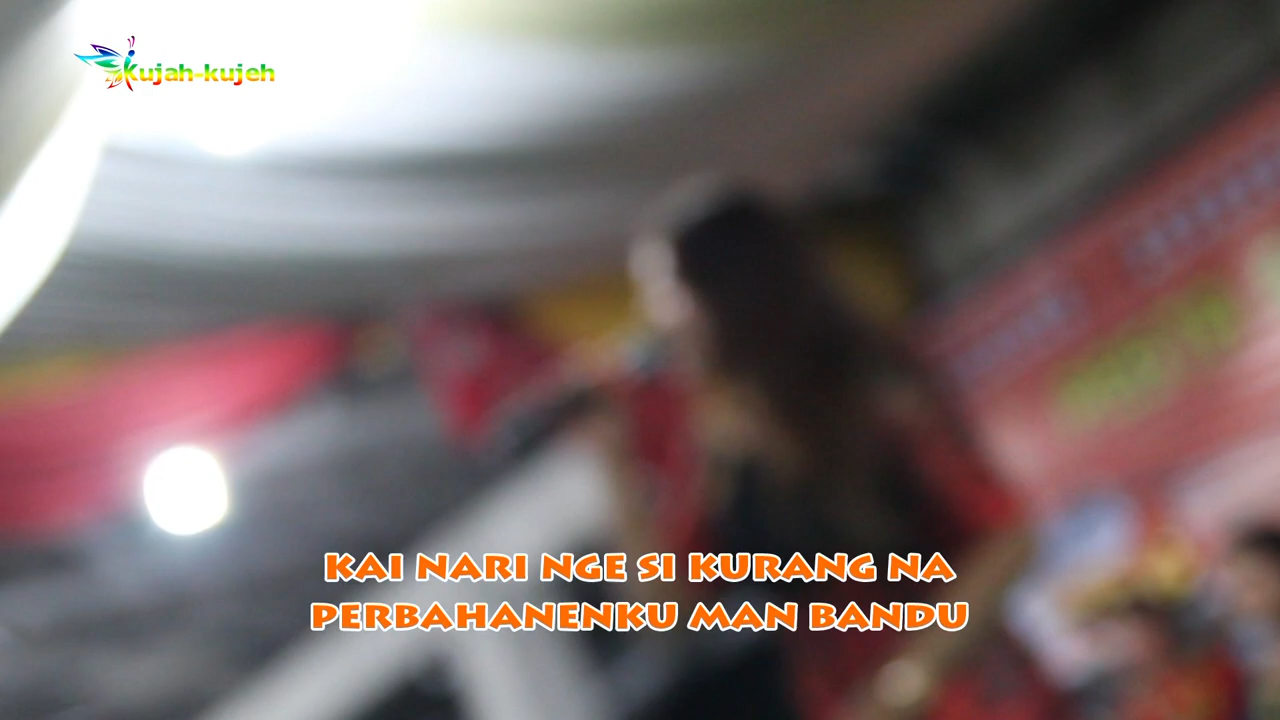 Kujah-kujeh
KAI NARI NGE SI KURANG NA
PERBAHANENKU MAN BANDU